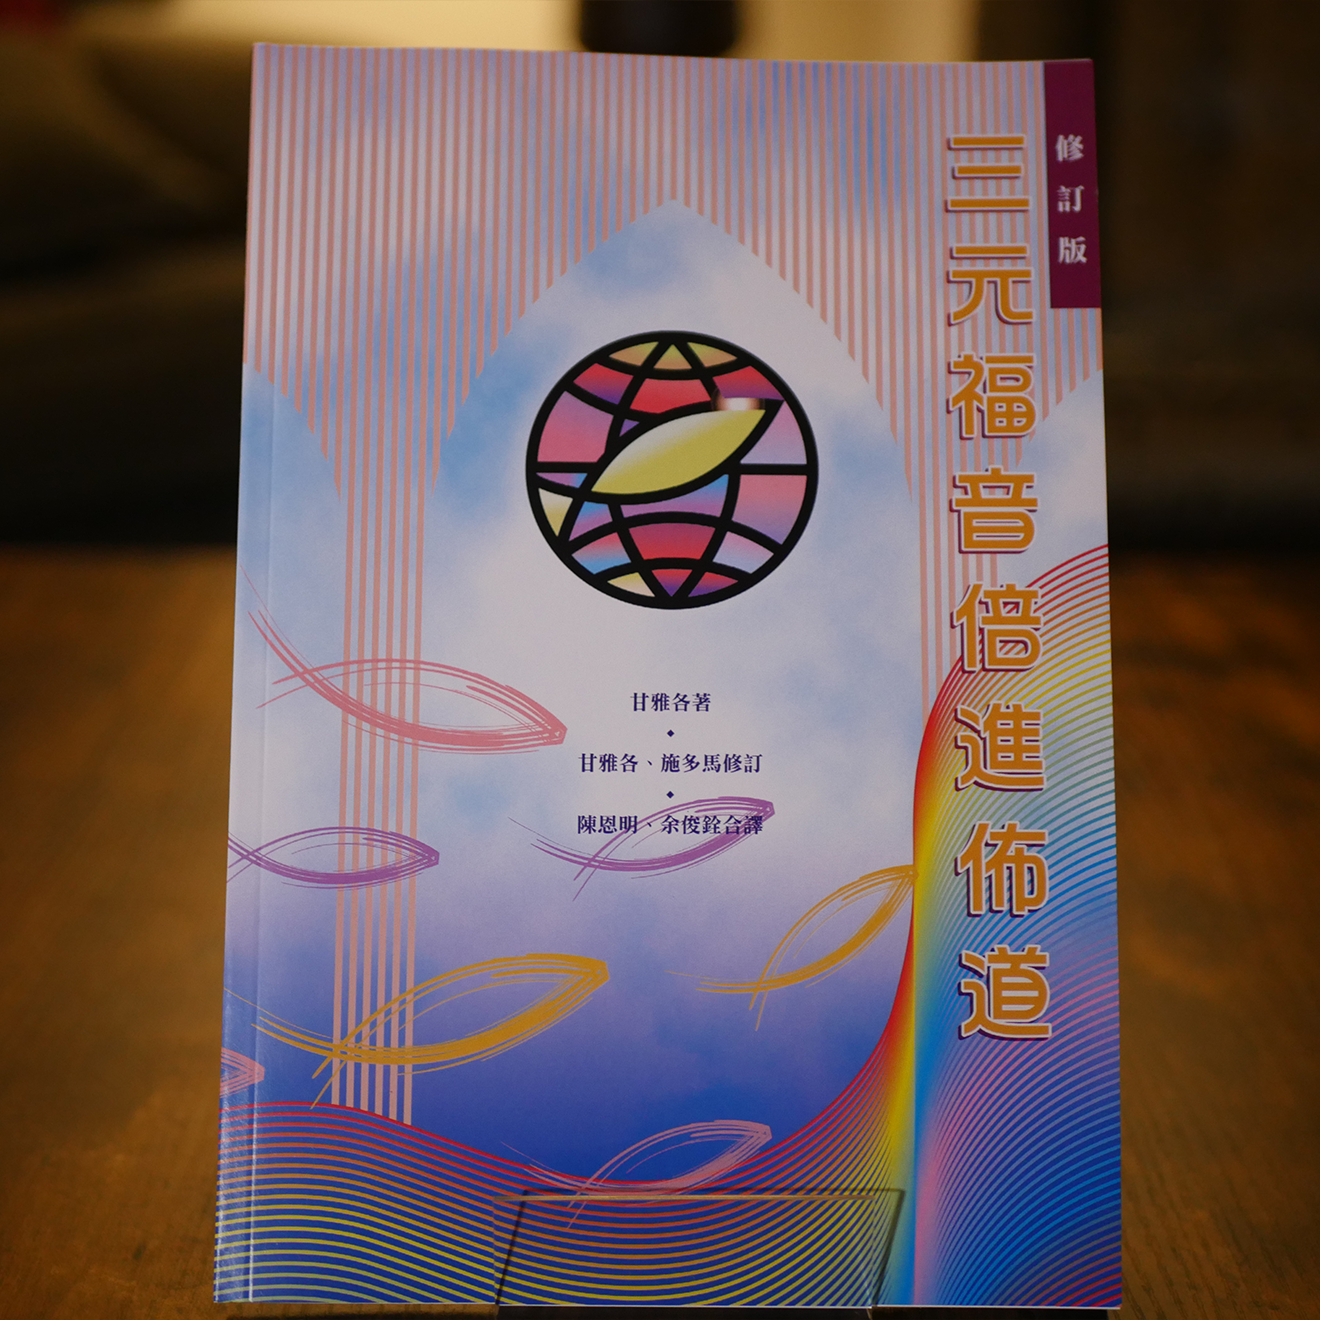 修訂版
三元福音倍進佈道
甘雅各著
甘雅各、施多馬修訂
陳恩明、余俊銓合譯